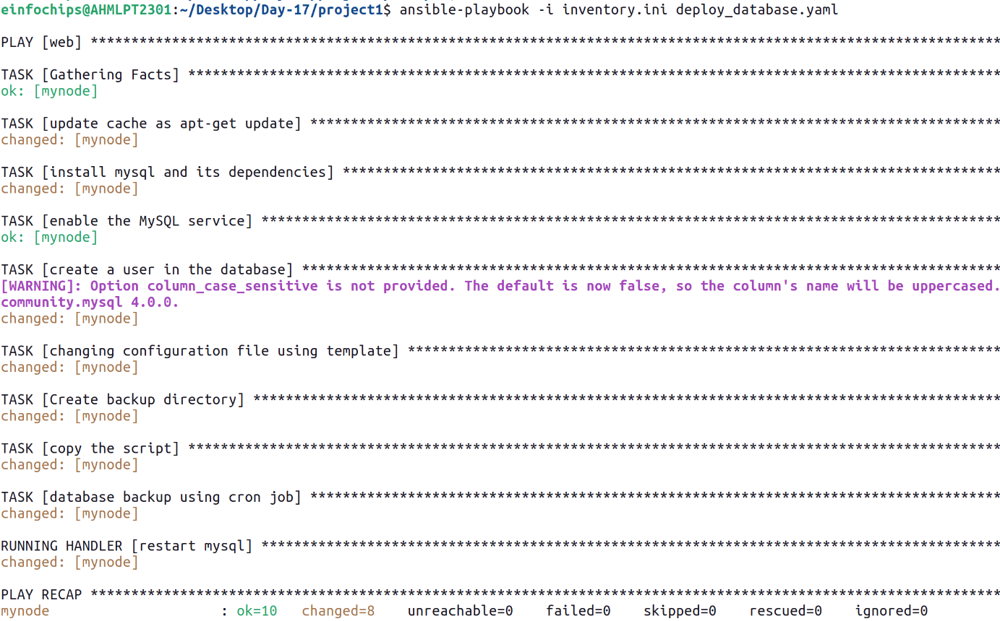 einfochips@AHMLPT2301:~/Desktop/Day-17/project1$ ansible-playbook -i inventory.ini deploy_database.yaml
PLAY [web] ****************************************************************************************************************
TASK [Gathering Facts] ****************************************************************************************************
ok: [mynode]
TASK [update cache as apt-get update] *************************************************************************************
changed: [mynode]
TASK [install mysql and its dependencies] *********************************************************************************
changed: [mynode]
TASK [enable the MySQL service] *******************************************************************************************
ok: [mynode]
TASK [create a user in the database] **************************************************************************************
[WARNING]: Option column_case_sensitive is not provided. The default is now false, so the column's name will be uppercased.
community.mysql 4.0.0.
changed: [mynode]
TASK [changing configuration file using template] *************************************************************************
changed: [mynode]
TASK [Create backup directory] ********************************************************************************************
changed: [mynode]
TASK [copy the script] ****************************************************************************************************
changed: [mynode]
TASK [database backup using cron job] *************************************************************************************
changed: [mynode]
RUNNING HANDLER [restart mysql] *******************************************************************************************
changed: [mynode]
PLAY RECAP ****************************************************************************************************************
mynode                     : ok=10   changed=8    unreachable=0    failed=0    skipped=0    rescued=0    ignored=0